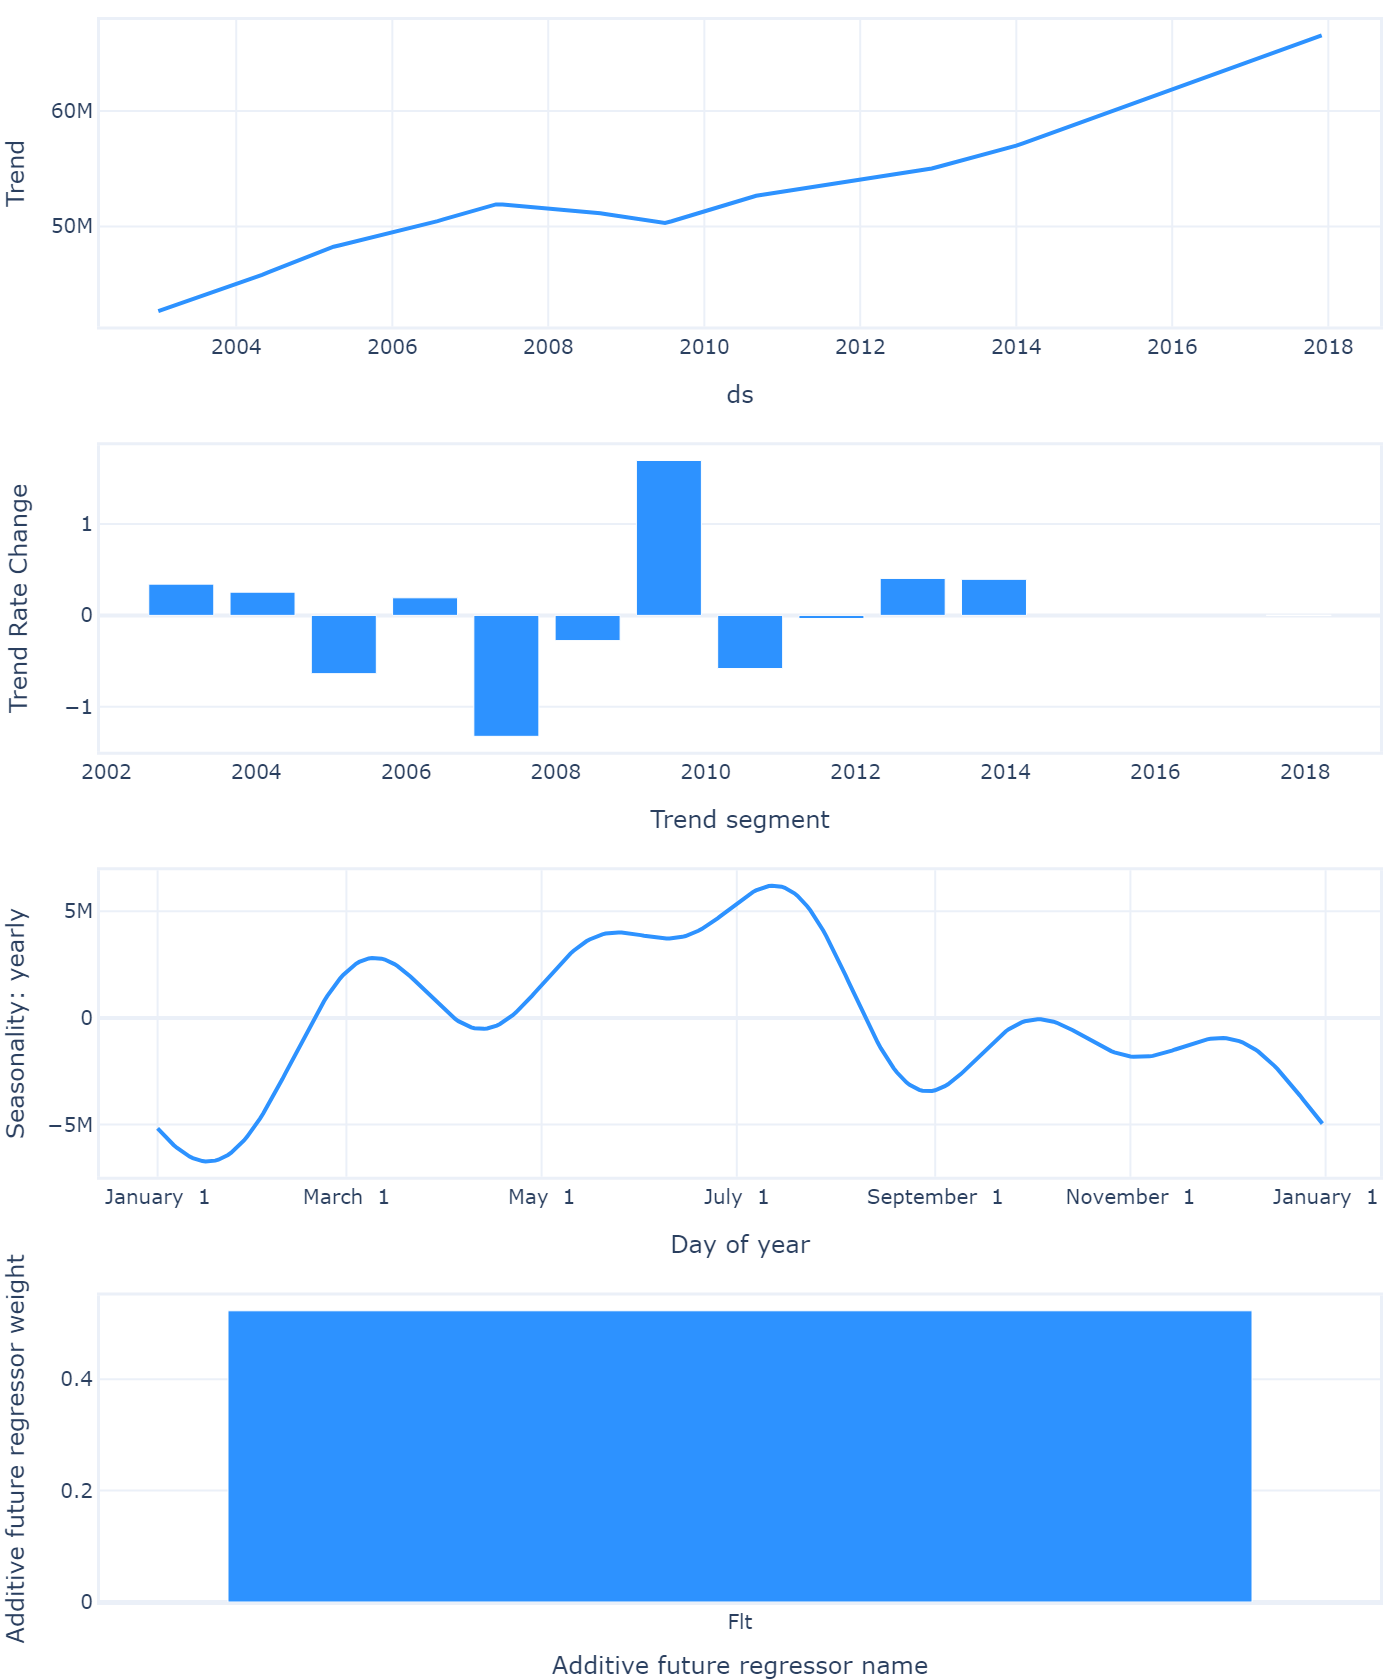 Trend
60M
50M
2004 2006 2008 2010 2012 2014 2016 2018
ds
Trend Rate Change
1
0
−1
2002 2004 2006 2008 2010 2012 2014 2016 2018
Trend segment
Seasonality: yearly
5M
0
−5M
January 1 March 1 May 1 July 1 September 1 November 1 January 1
Day of year
Additive future regressor weight
0.4
0.2
0
Flt
Additive future regressor name